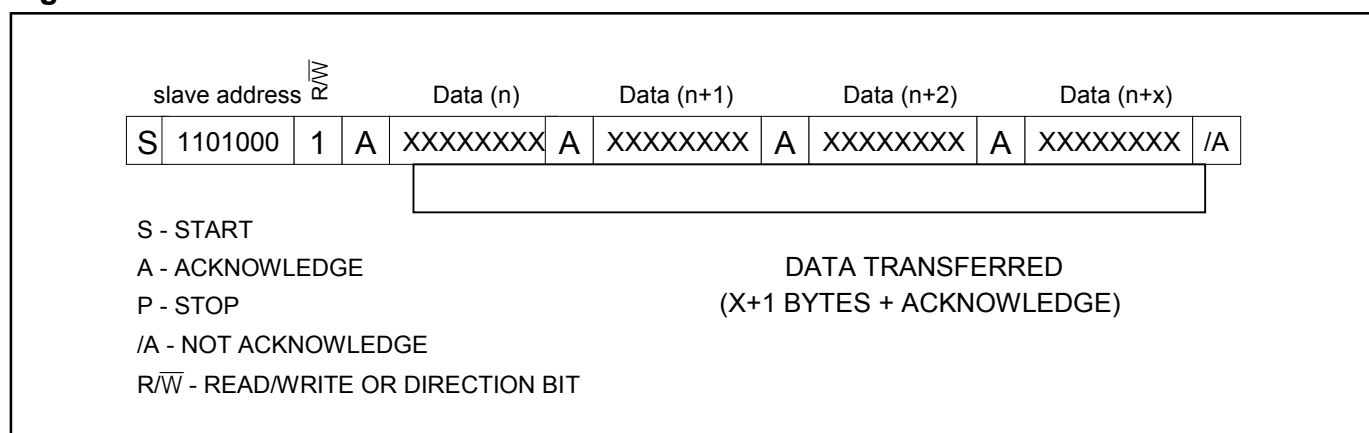 slave address R/W̅ Data (n) Data (n+1) Data (n+2) Data (n+x)
S 1101000 1 A XXXXXXXX A XXXXXXXX A XXXXXXXX A XXXXXXXX /A
S - START
A - ACKNOWLEDGE
P - STOP
/A - NOT ACKNOWLEDGE
R/W̅ - READ/WRITE OR DIRECTION BIT
DATA TRANSFERRED
(X+1 BYTES + ACKNOWLEDGE)